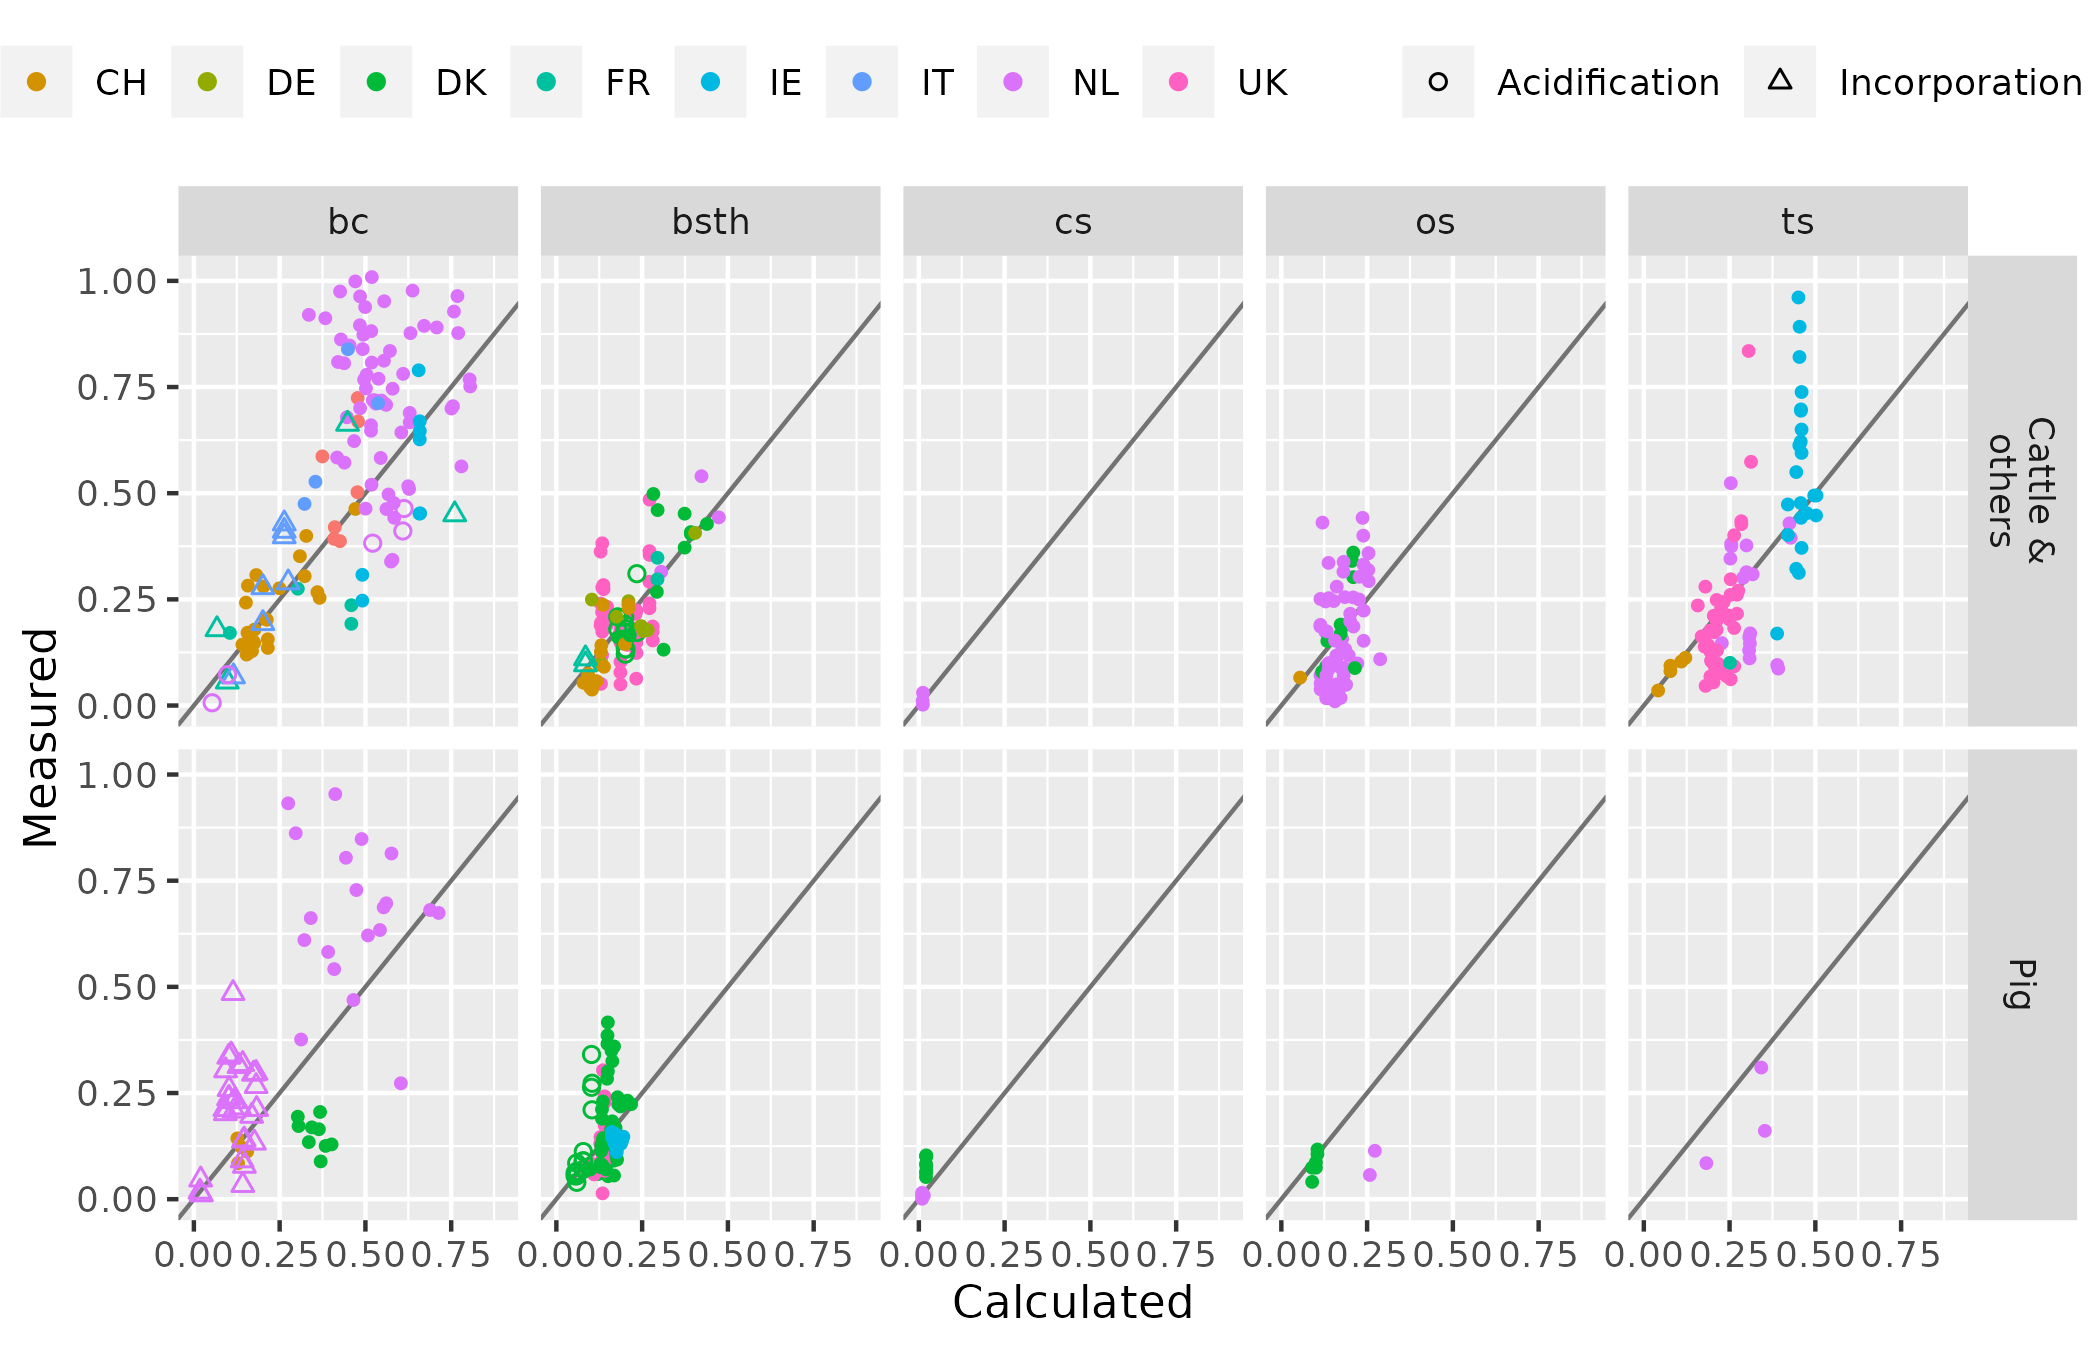 CH DE DK FR IE IT NL UK Acidification Incorporation
bc bsth cs os ts
1.00
0.75
0.50
0.25
0.00
Cattle &
others
1.00
0.75
0.50
0.25
0.00
Pig
Measured
0.00 0.25 0.50 0.75 0.00 0.25 0.50 0.75 0.00 0.25 0.50 0.75 0.00 0.25 0.50 0.75 0.00 0.25 0.50 0.75
Calculated